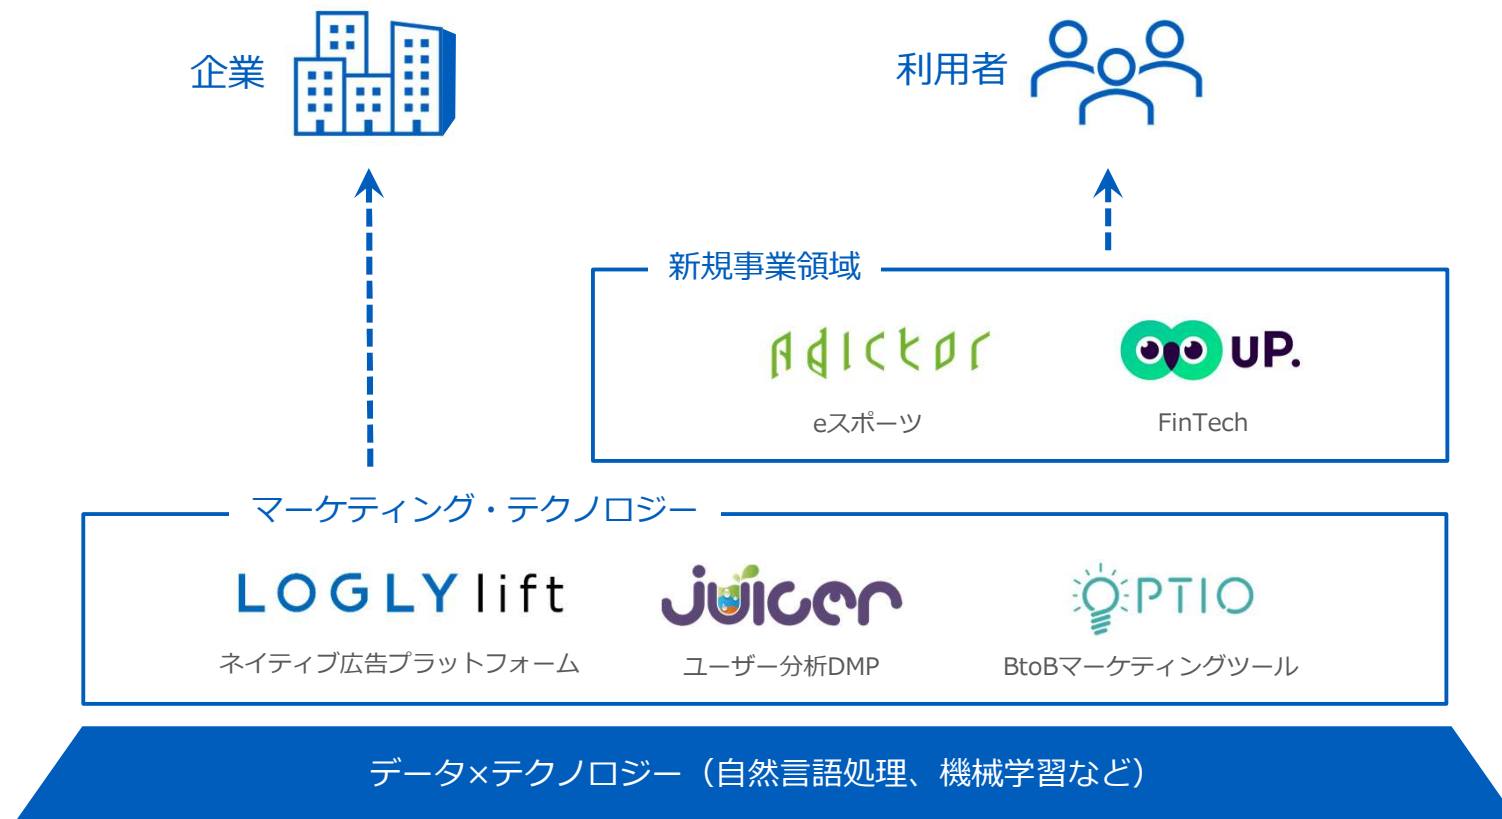 企業
利用者
新規事業領域
Adictor
uP.
eスポーツ
FinTech
マーケティング・テクノロジー
LOGLY lift
juicer
OPTIO
ネイティブ広告プラットフォーム
ユーザー分析DMP
BtoBマーケティングツール
データ×テクノロジー（自然言語処理、機械学習など）